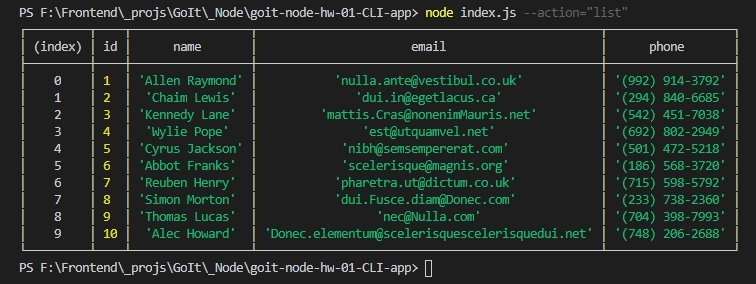 PS F:\Frontend\_projs\GoIt\_Node\goit-node-hw-01-CLI-app> node index.js --action="list"
(index) id name email phone
0 1 'Allen Raymond' 'nulla.ante@vestibul.co.uk' '(992) 914-3792'
1 2 'Chaim Lewis' 'dui.in@egetlacus.ca' '(294) 840-6685'
2 3 'Kennedy Lane' 'mattis.Cras@nonenimMauris.net' '(542) 451-7038'
3 4 'Wylie Pope' 'est@utquamvel.net' '(692) 802-2949'
4 5 'Cyrus Jackson' 'nibh@semsempererat.com' '(501) 472-5218'
5 6 'Abbot Franks' 'scelerisque@magnis.org' '(186) 568-3720'
6 7 'Reuben Henry' 'pharetra.ut@dictum.co.uk' '(715) 598-5792'
7 8 'Simon Morton' 'dui.Fusce.diam@Donec.com' '(233) 738-2360'
8 9 'Thomas Lucas' 'nec@Nulla.com' '(704) 398-7993'
9 10 'Alec Howard' 'Donec.elementum@scelerisquescelerisquedui.net' '(748) 206-2688'
PS F:\Frontend\_projs\GoIt\_Node\goit-node-hw-01-CLI-app>